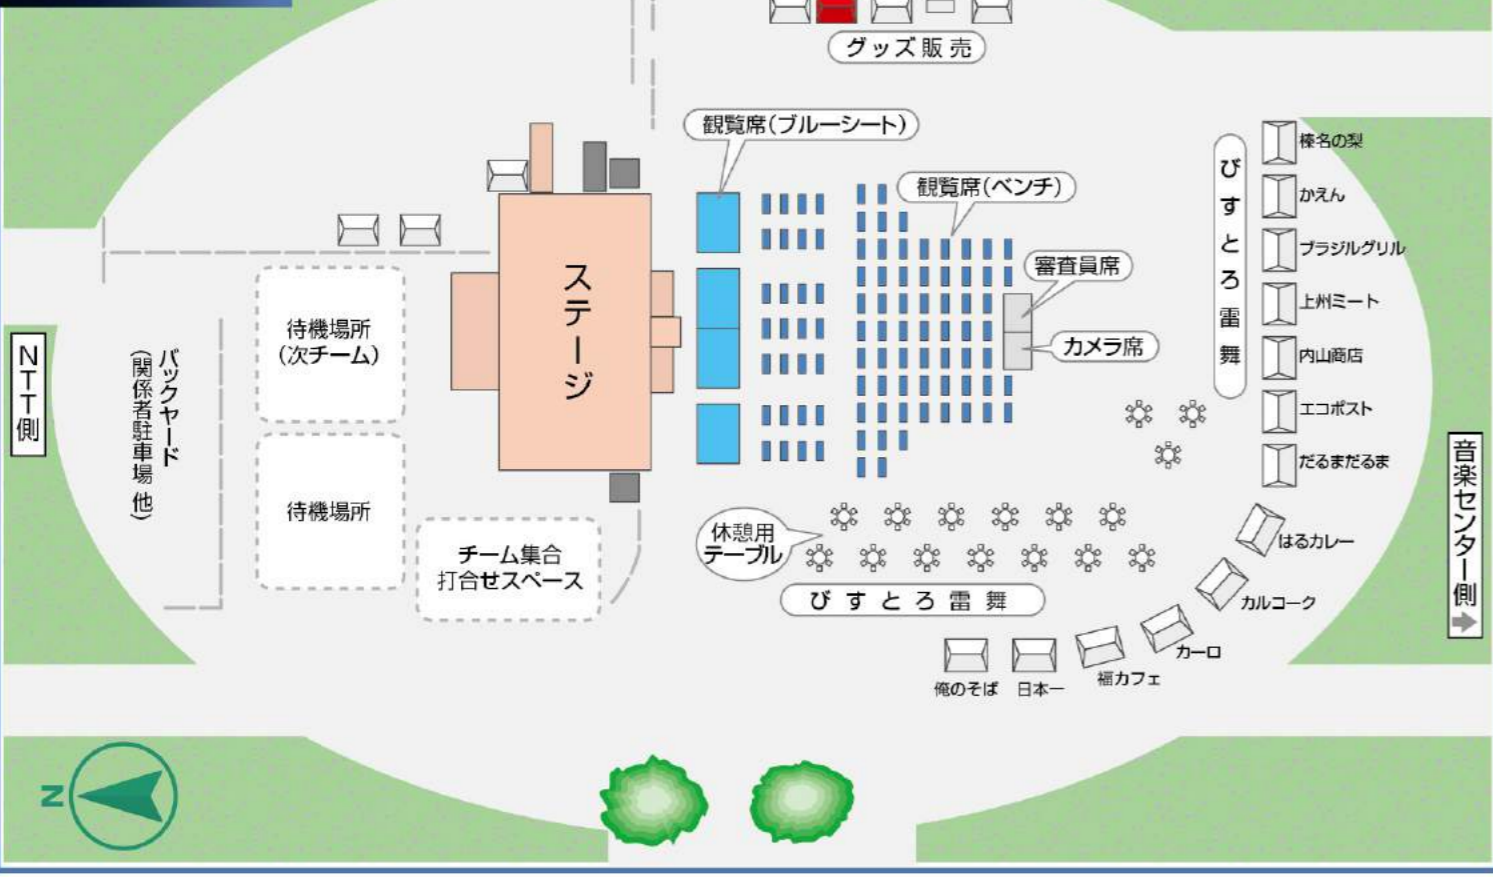 グッズ販売
観覧席(ブルーシート)
観覧席(ベンチ)
審査員席
カメラ席
ステージ
待機場所
(次チーム)
待機場所
チーム集合
打合せスペース
バックヤード
(関係者駐車場 他)
NTT側
びすとろ雷舞
榛名の梨
かえん
ブラジルグリル
上州ミート
内山商店
エコポスト
だるまだるま
はるカレー
カルコーク
カーロ
福カフェ
日本一
俺のそば
音楽センター側
休憩用
テーブル
びすとろ雷舞
N